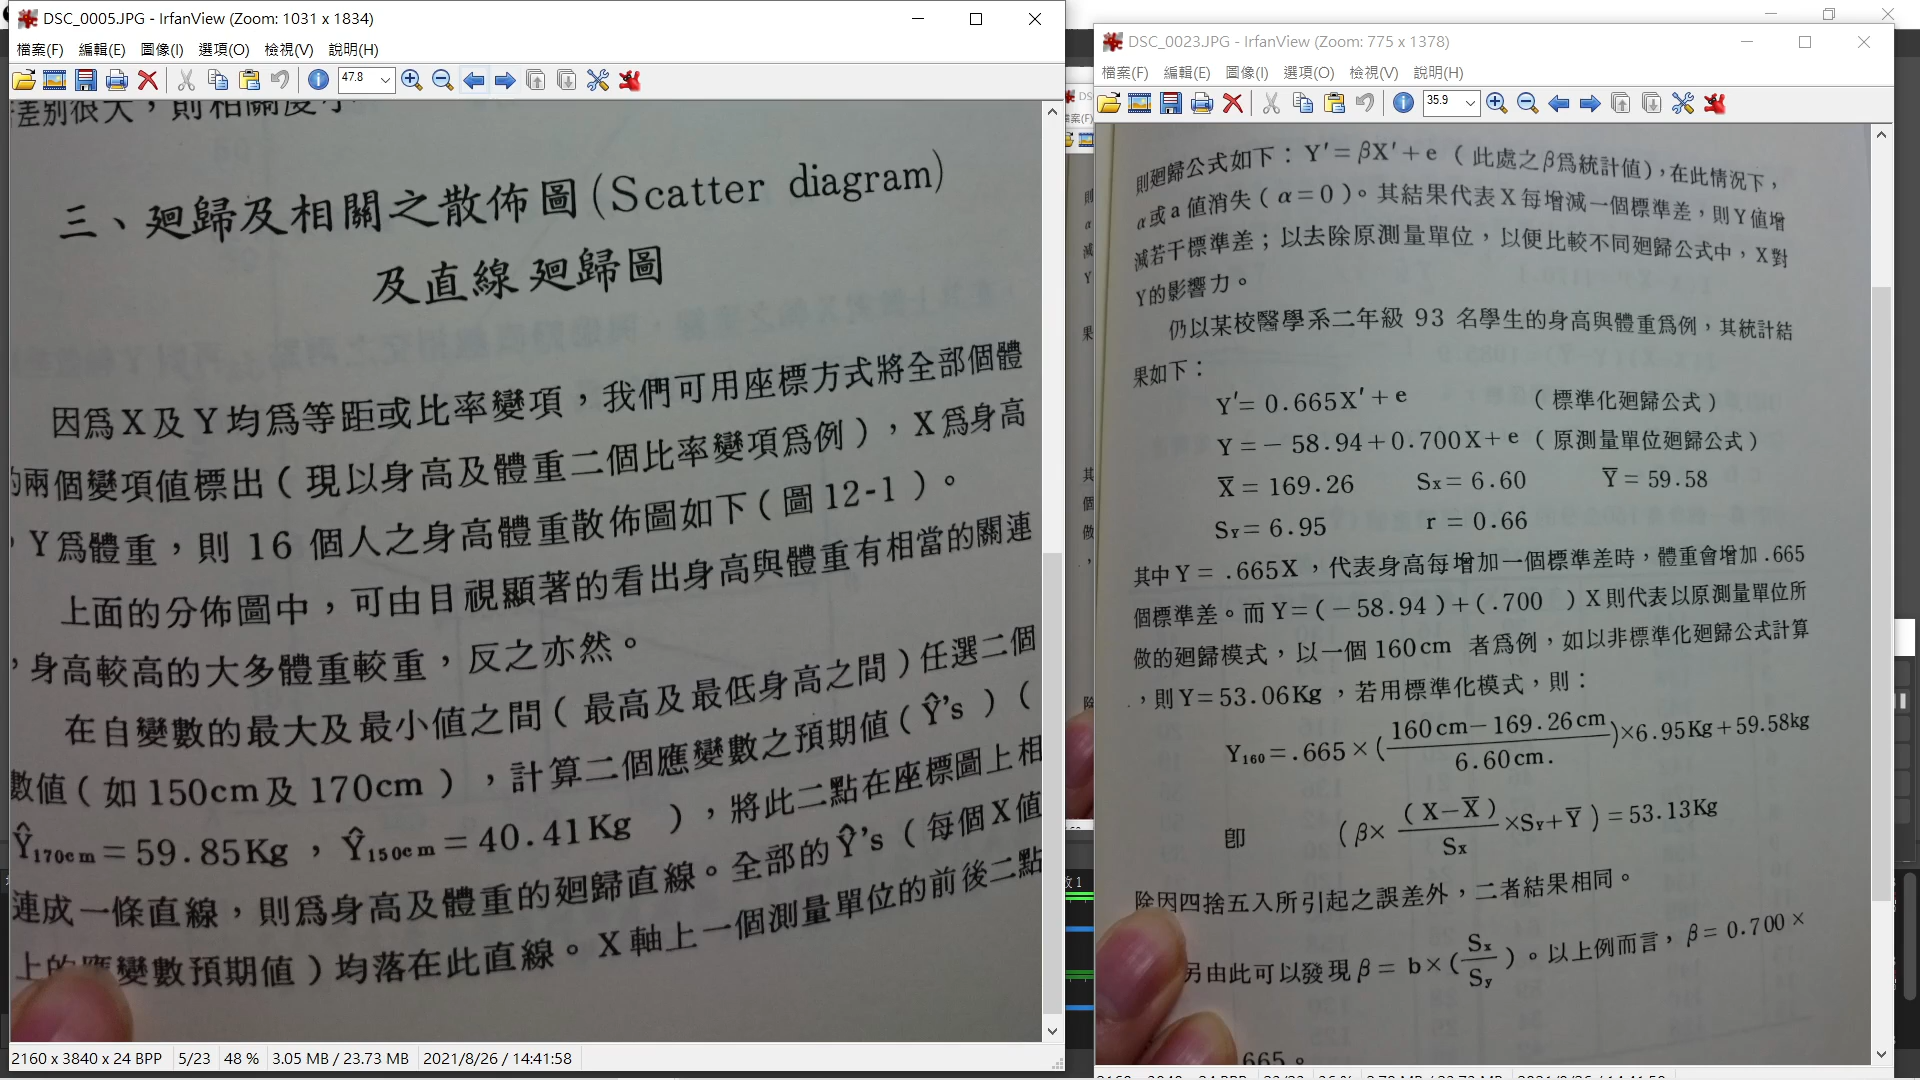 DSC_0005.JPG - IrfanView (Zoom: 1031 x 1834)
檔案(F) 編輯(E) 圖像(I) 選項(O) 檢視(V) 說明(H)
47.8
差別很大，則相關度小
三、廻歸及相關之散佈圖(Scatter diagram)
及直線廻歸圖
因爲X及Y均爲等距或比率變項，我們可用座標方式將全部個體
的兩個變項值標出(現以身高及體重二個比率變項爲例)，X爲身高
，Y爲體重，則16個人之身高體重散佈圖如下(圖12-1)。
上面的分佈圖中，可由目視顯著的看出身高與體重有相當的關連
，身高較高的大多體重較重，反之亦然。
在自變數的最大及最小值之間(最高及最低身高之間)任選二個
數值(如150cm及170cm)，計算二個應變數之預期值(Ŷ's)(
Ŷ170cm=59.85Kg，Ŷ150cm=40.41Kg)，將此二點在座標圖上相
連成一條直線，則爲身高及體重的廻歸直線。全部的Ŷ's(每個X值
上的應變數預期值)均落在此直線。X軸上一個測量單位的前後二點
2160 x 3840 x 24 BPP 5/23 48 % 3.05 MB / 23.73 MB 2021/8/26 / 14:41:58
DSC_0023.JPG - IrfanView (Zoom: 775 x 1378)
檔案(F) 編輯(E) 圖像(I) 選項(O) 檢視(V) 說明(H)
35.9
則廻歸公式如下：Y′=βX′+e(此處之β爲統計值)，在此情況下，
α或a值消失(α=0)。其結果代表X每增減一個標準差，則Y值增
減若干標準差；以去除原測量單位，以便比較不同廻歸公式中，X對
Y的影響力。
仍以某校醫學系二年級93名學生的身高與體重爲例，其統計結
果如下：
Y′=0.665X′+e (標準化廻歸公式)
Y=-58.94+0.700X+e (原測量單位廻歸公式)
X̅=169.26 Sx=6.60 Y̅=59.58
SY=6.95 r=0.66
其中Y=.665X，代表身高每增加一個標準差時，體重會增加.665
個標準差。而Y=(-58.94)+(.700 )X則代表以原測量單位所
做的廻歸模式，以一個160cm者爲例，如以非標準化廻歸公式計算
，則Y=53.06Kg，若用標準化模式，則：
Y160=.665×(160cm-169.26cm/6.60cm.)×6.95Kg+59.58kg
卽 (β×(X-X̅)/Sx×SY+Y̅)=53.13Kg
除因四捨五入所引起之誤差外，二者結果相同。
另由此可以發現β=b×(Sx/Sy)。以上例而言，β=0.700×
665。